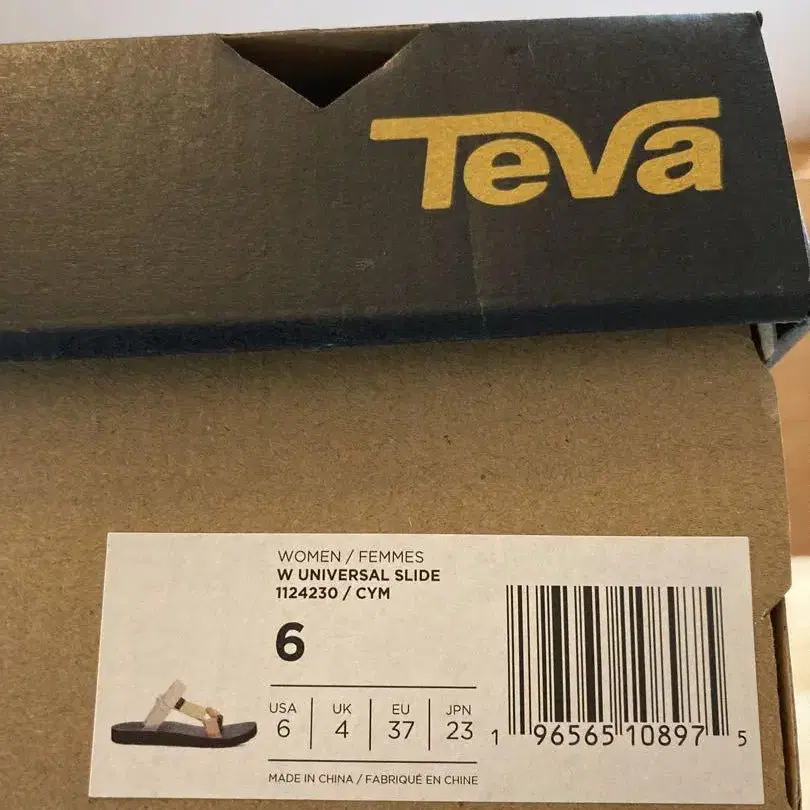 Teva
WOMEN / FEMMES
W UNIVERSAL SLIDE
1124230 / CYM
6
USA UK EU JPN
6 4 37 23
MADE IN CHINA / FABRIQUÉ EN CHINE
1 96565 10897 5